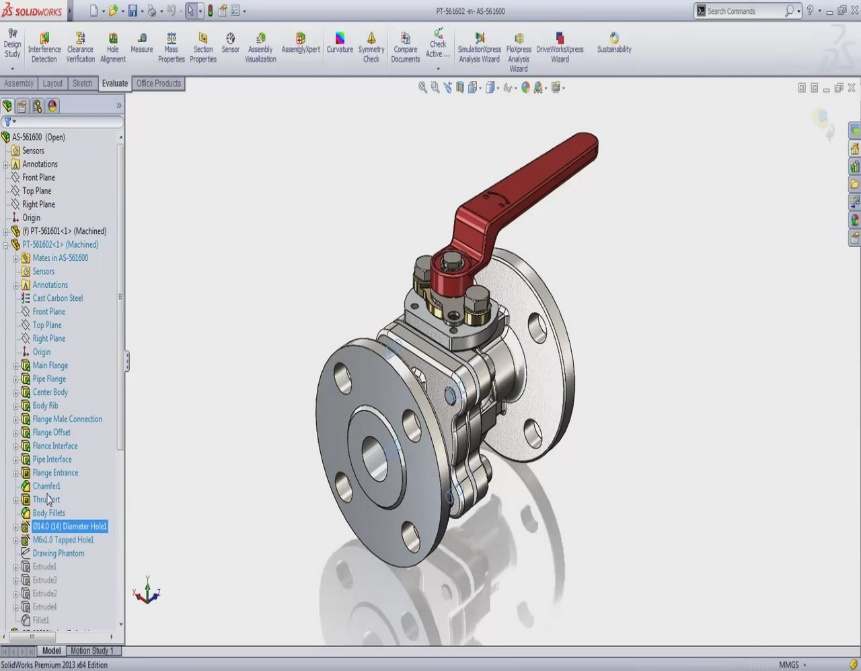 SOLIDWORKS
PT-561602 -in- AS-561600
Search Commands
Design Study
Interference Detection
Clearance Verification
Hole Alignment
Measure
Mass Properties
Section Properties
Sensor
Assembly Visualization
AssemblyXpert
Curvature
Symmetry Check
Compare Documents
Check Active ...
SimulationXpress Analysis Wizard
FloXpress Analysis Wizard
DriveWorksXpress Wizard
Sustainability
Assembly
Layout
Sketch
Evaluate
Office Products
AS-561600 (Open)
Sensors
Annotations
Front Plane
Top Plane
Right Plane
Origin
(f) PT-561601<1> (Machined)
PT-561602<1> (Machined)
Mates in AS-561600
Sensors
Annotations
Cast Carbon Steel
Front Plane
Top Plane
Right Plane
Origin
Main Flange
Pipe Flange
Center Body
Body Rib
Flange Male Connection
Flange Offset
Flance Interface
Pipe Interface
Flange Entrance
Chamfer1
Body Fillets
Ø14.0 (14) Diameter Hole1
M6x1.0 Tapped Hole1
Drawing Phantom
Extrude1
Extrude3
Extrude2
Extrude4
Fillet1
Model
Motion Study 1
SolidWorks Premium 2013 x64 Edition
MMGS